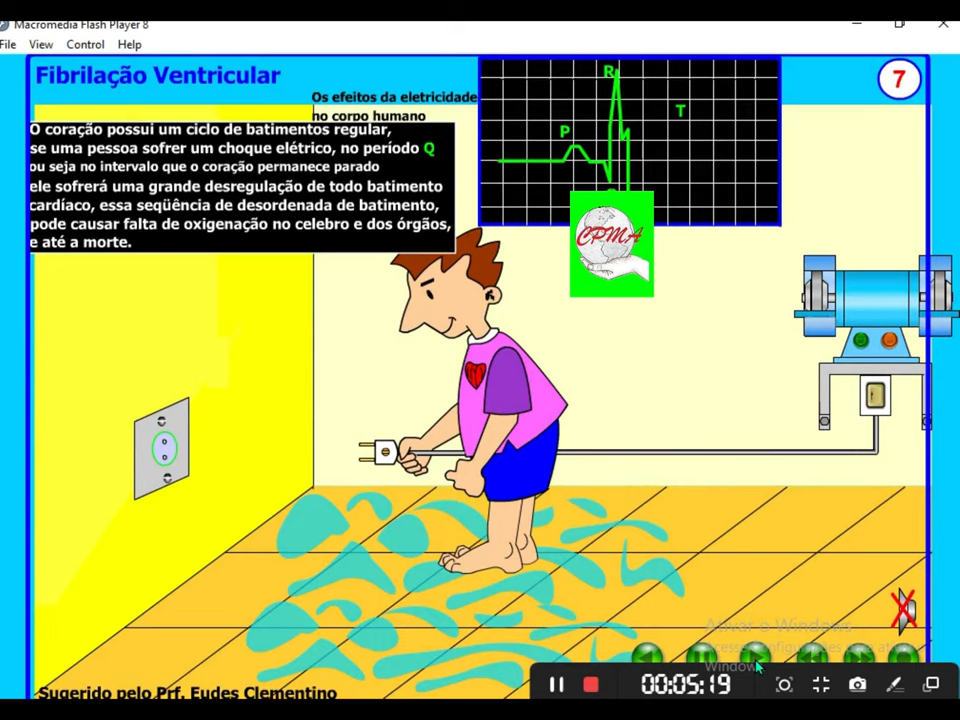 Macromedia Flash Player 8
File View Control Help
Fibrilação Ventricular
Os efeitos da eletricidade
no corpo humano
7
O coração possui um ciclo de batimentos regular,
se uma pessoa sofrer um choque elétrico, no período Q
ou seja no intervalo que o coração permanece parado
ele sofrerá uma grande desregulação de todo batimento
cardíaco, essa seqüência de desordenada de batimento,
pode causar falta de oxigenação no celebro e dos órgãos,
e até a morte.
R
T
P
CPMA
Ativar o Windows
Windows
00:05:19
Sugerido pelo Prf. Eudes Clementino